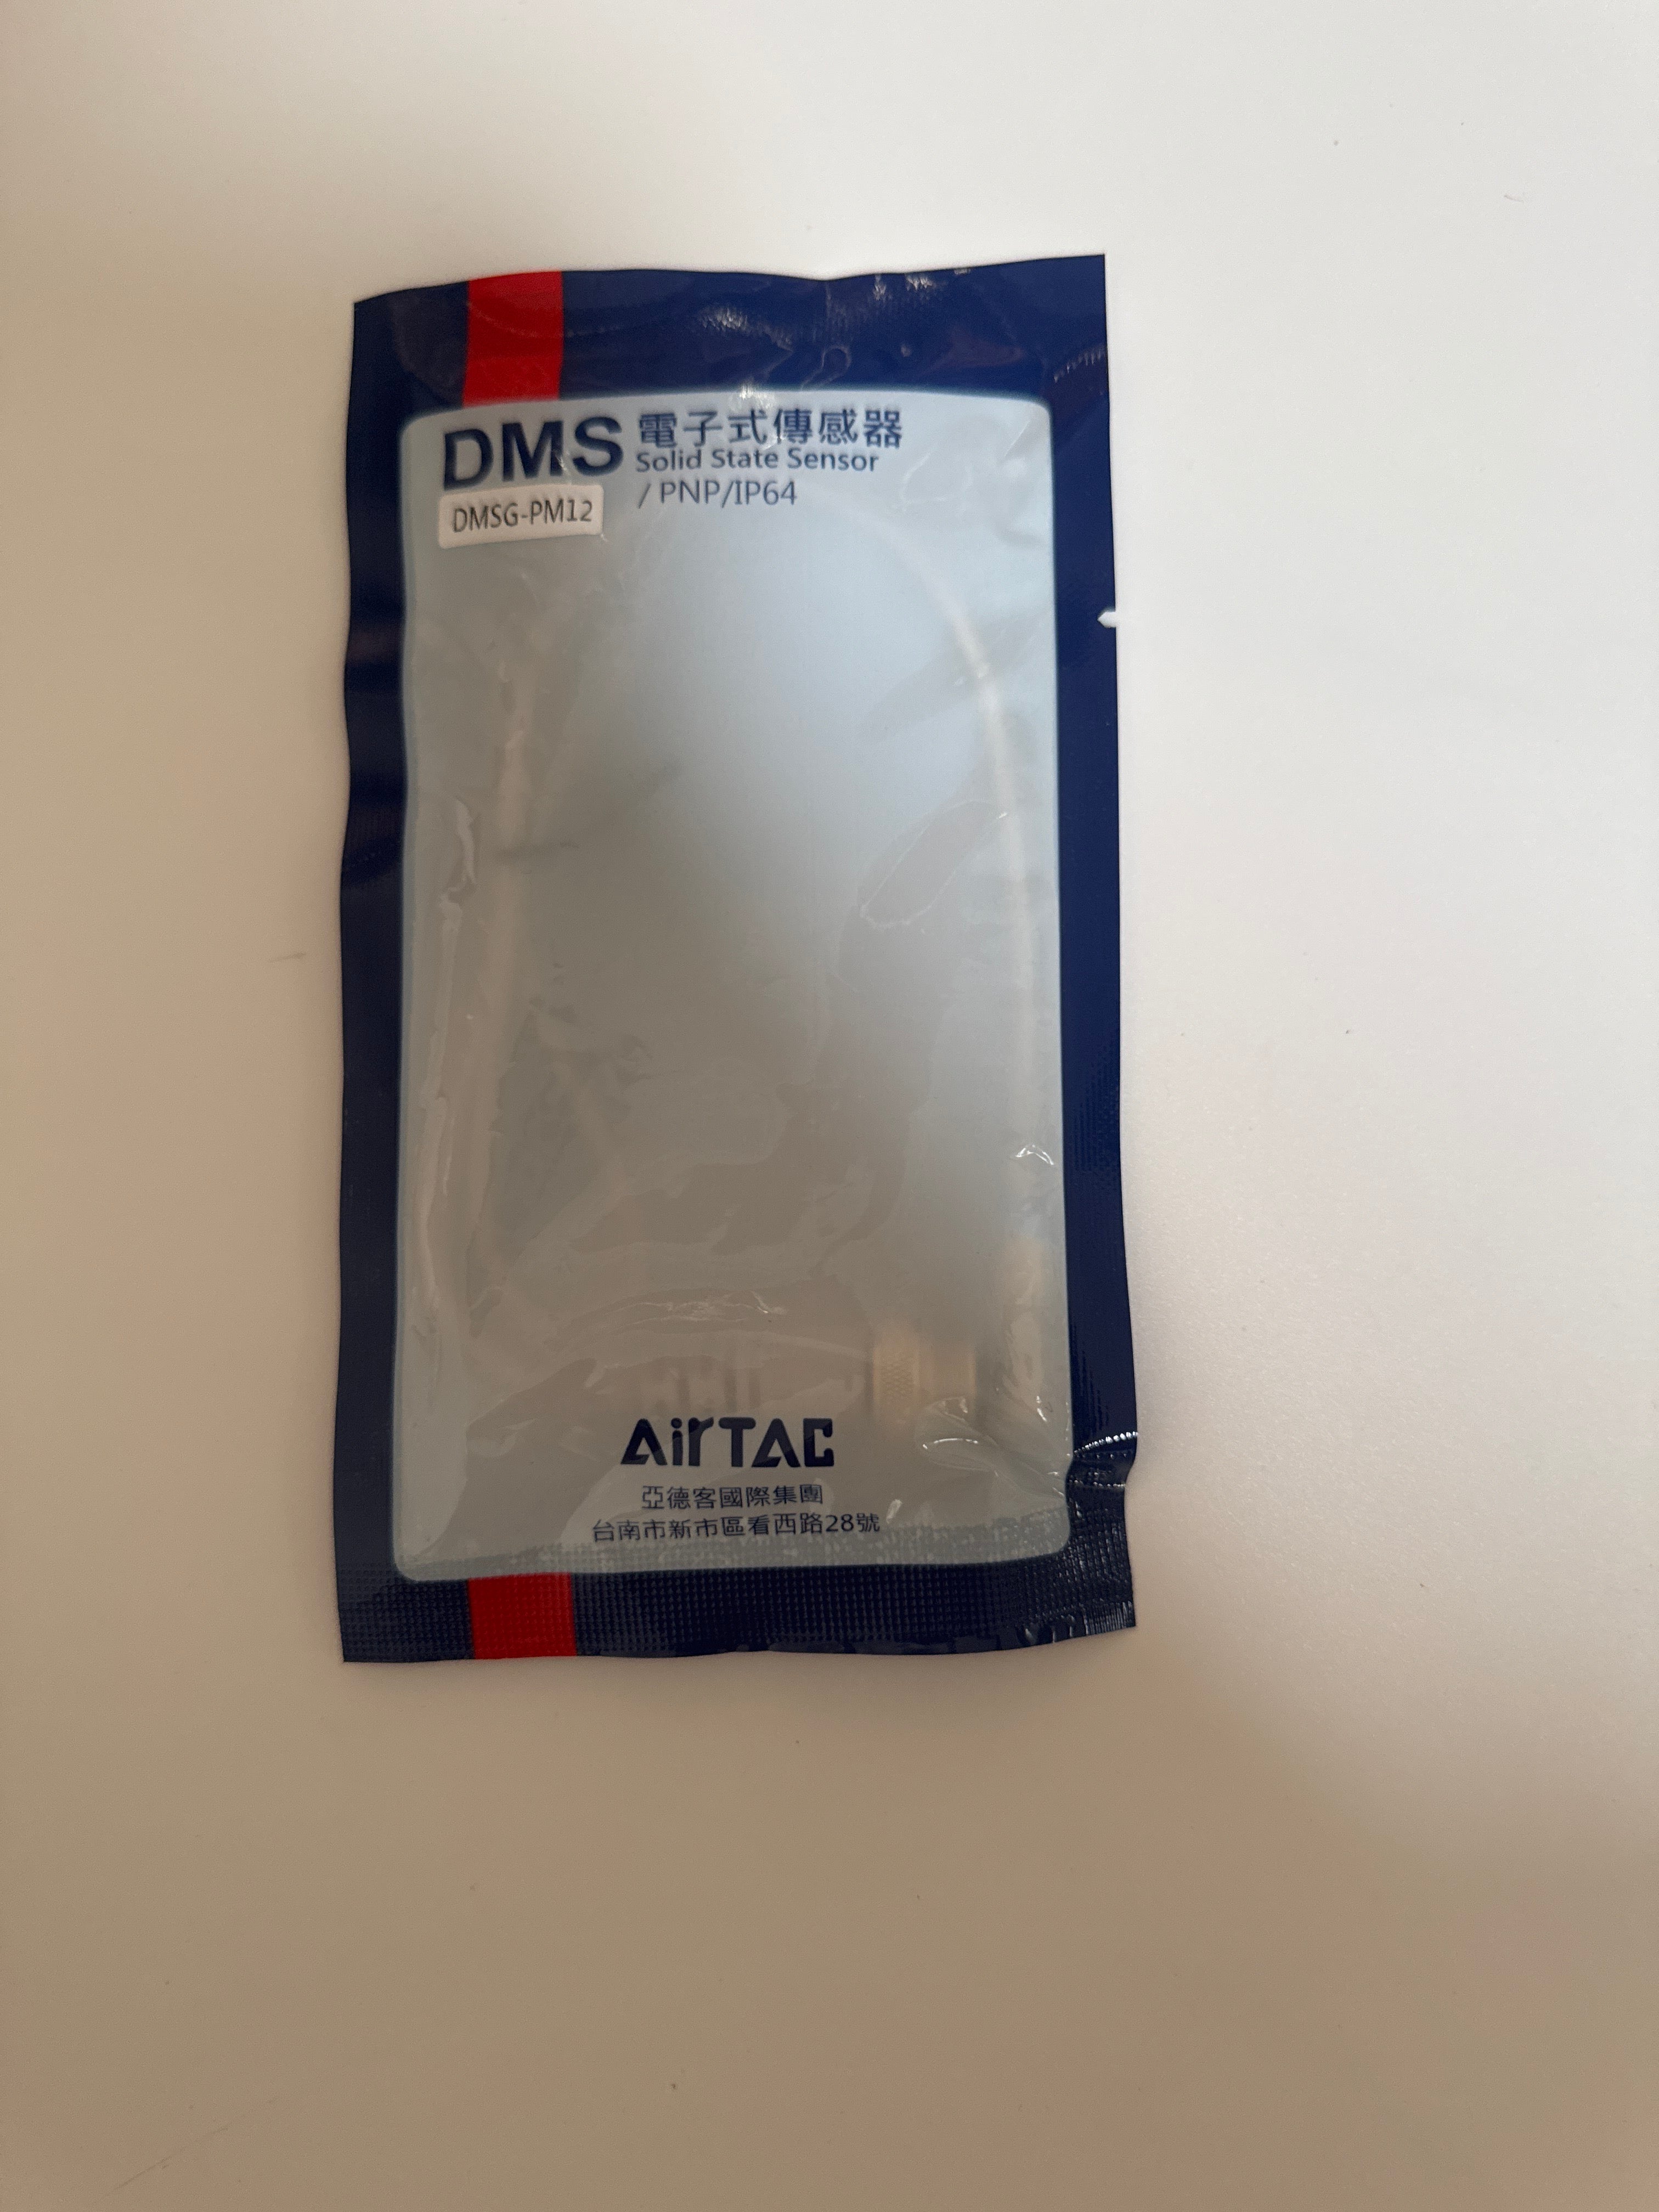 DMS 電子式傳感器
Solid State Sensor
/ PNP/IP64
DMSG-PM12
AirTAC
亞德客國際集團
台南市新市區看西路28號